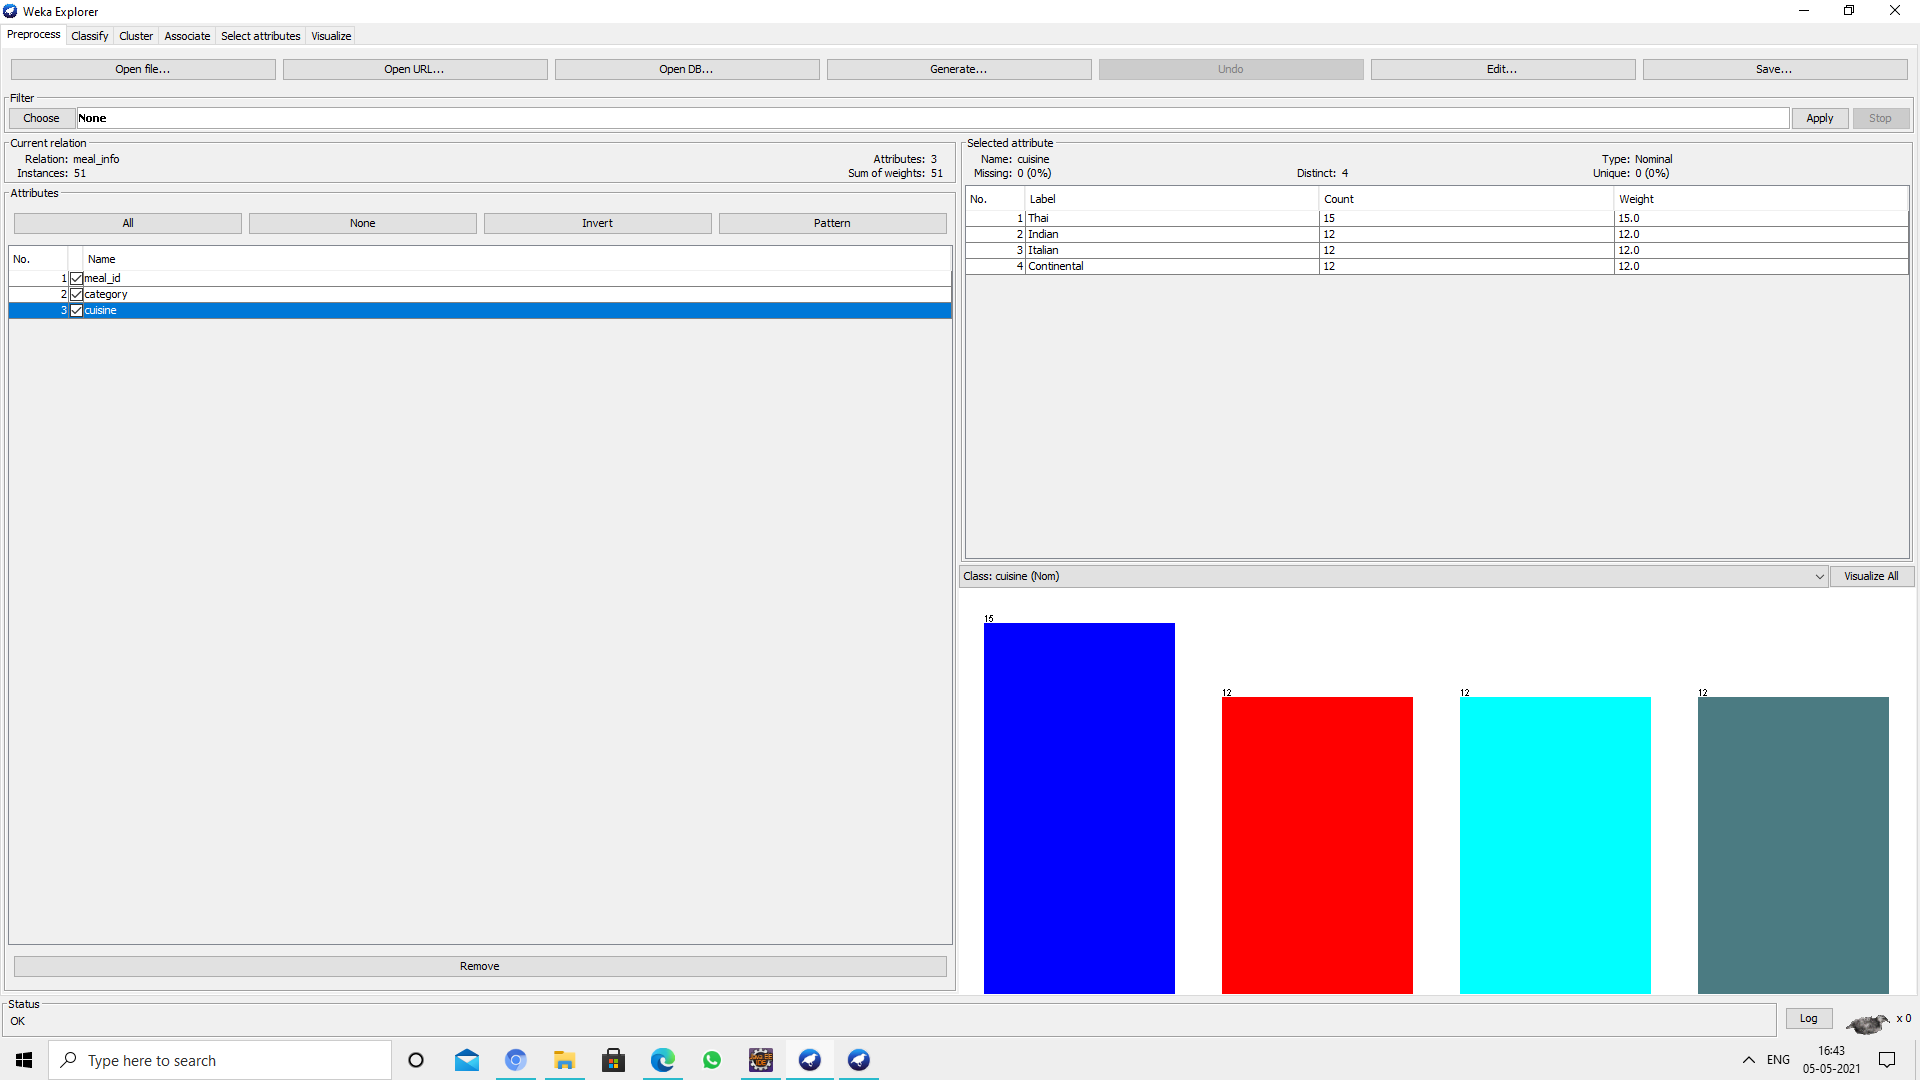 Weka Explorer
Preprocess Classify Cluster Associate Select attributes Visualize
Open file... Open URL... Open DB... Generate... Undo Edit... Save...
Filter
Choose None Apply Stop
Current relation
Relation: meal_info Attributes: 3
Instances: 51 Sum of weights: 51
Attributes
All None Invert Pattern
No. Name
1 meal_id
2 category
3 cuisine
Remove
Selected attribute
Name: cuisine Type: Nominal
Missing: 0 (0%) Distinct: 4 Unique: 0 (0%)
No. Label Count Weight
1 Thai 15 15.0
2 Indian 12 12.0
3 Italian 12 12.0
4 Continental 12 12.0
Class: cuisine (Nom) Visualize All
15
12 12 12
Status
OK
Log x 0
Type here to search
ENG
16:43
05-05-2021